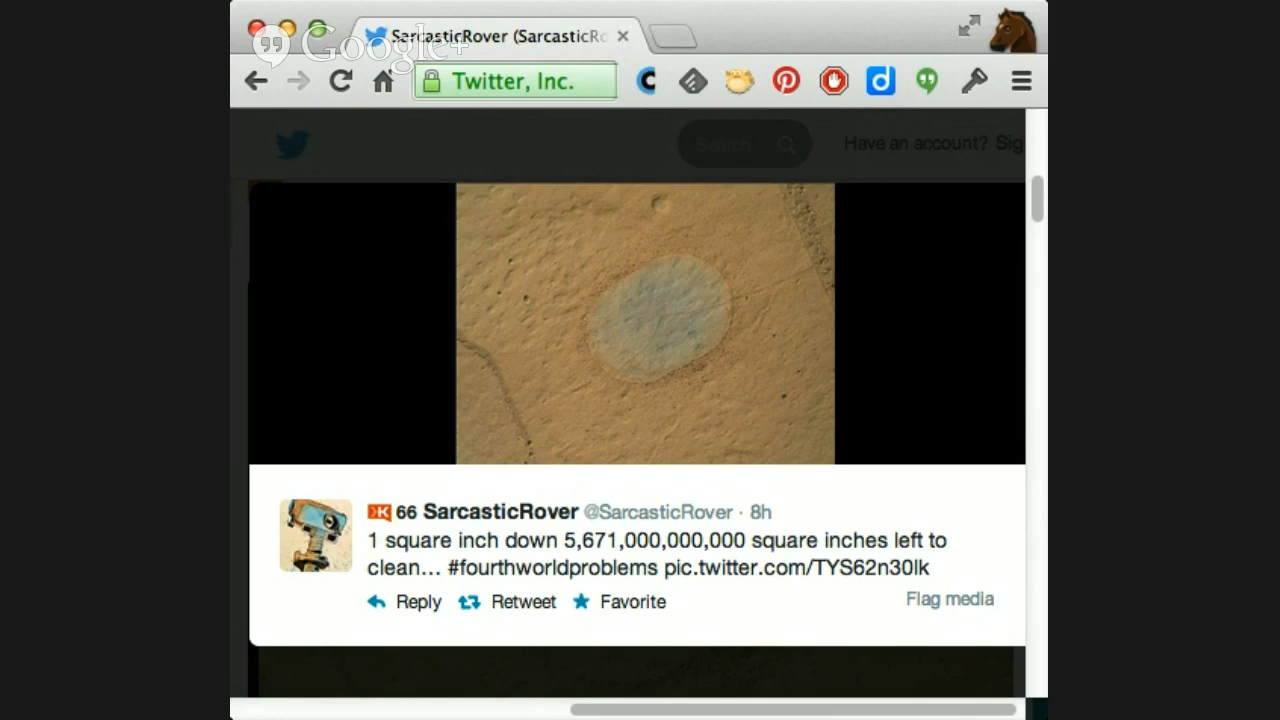 SarcasticRover (SarcasticRo
Google+
Twitter, Inc.
Search
Have an account? Sig
66 SarcasticRover @SarcasticRover · 8h
1 square inch down 5,671,000,000,000 square inches left to
clean... #fourthworldproblems pic.twitter.com/TYS62n30lk
Reply Retweet Favorite Flag media